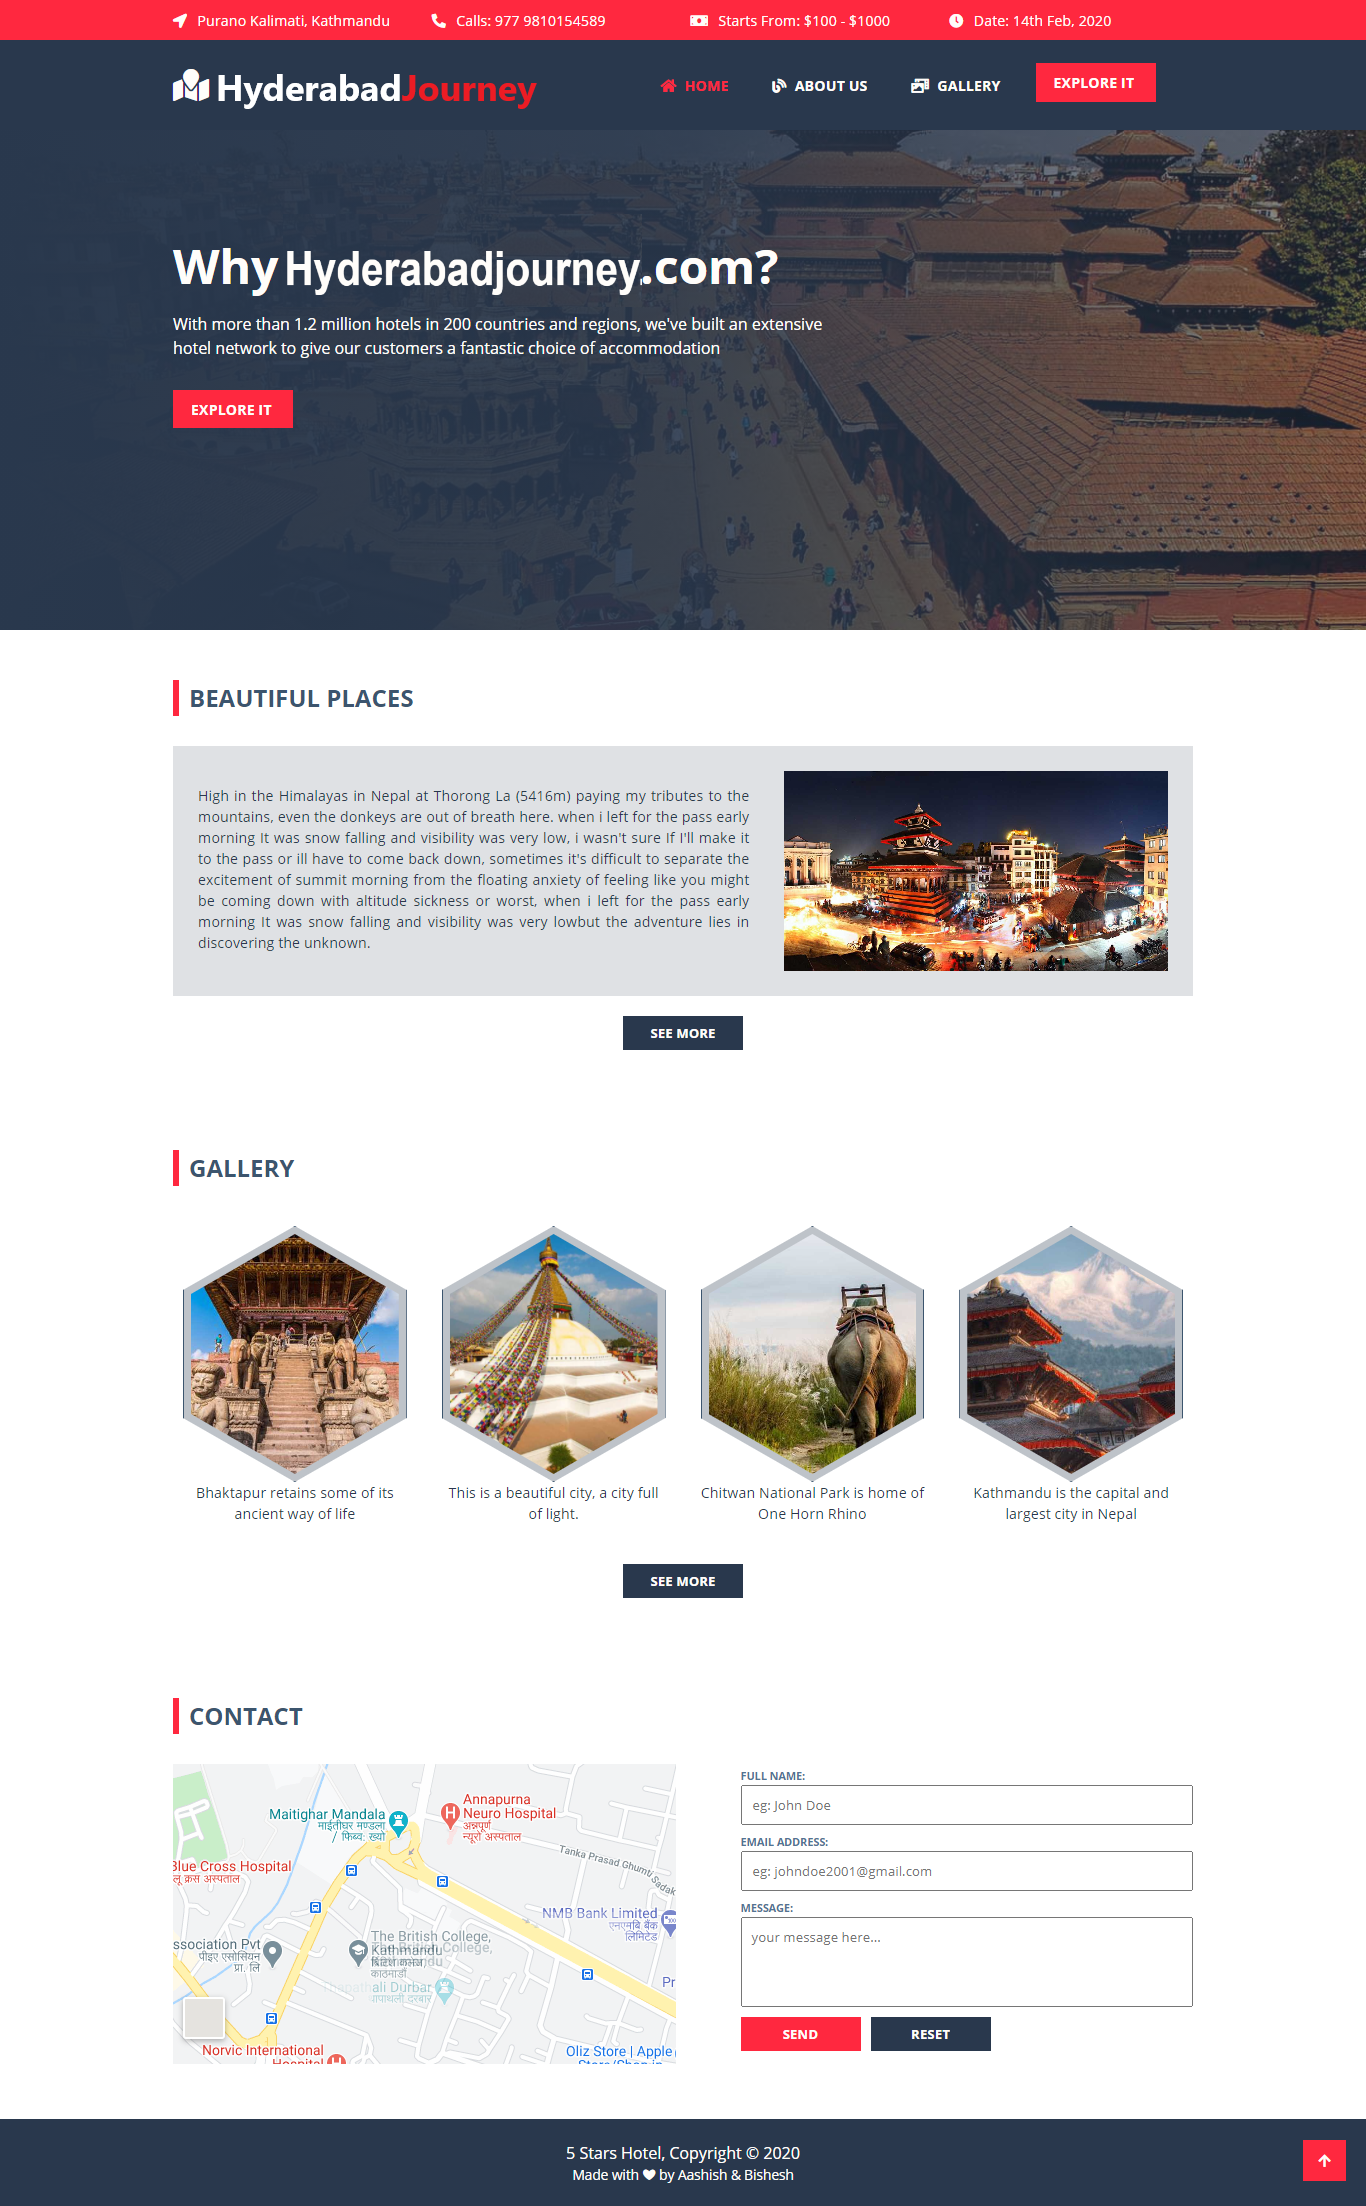 Purano Kalimati, Kathmandu
Calls: 977 9810154589
Starts From: $100 - $1000
Date: 14th Feb, 2020
HyderabadJourney
HOME
ABOUT US
GALLERY
EXPLORE IT
Why Hyderabadjourney.com?
With more than 1.2 million hotels in 200 countries and regions, we've built an extensive
hotel network to give our customers a fantastic choice of accommodation
EXPLORE IT
BEAUTIFUL PLACES
High in the Himalayas in Nepal at Thorong La (5416m) paying my tributes to the
mountains, even the donkeys are out of breath here. when i left for the pass early
morning It was snow falling and visibility was very low, i wasn't sure If I'll make it
to the pass or ill have to come back down, sometimes it's difficult to separate the
excitement of summit morning from the floating anxiety of feeling like you might
be coming down with altitude sickness or worst, when i left for the pass early
morning It was snow falling and visibility was very lowbut the adventure lies in
discovering the unknown.
SEE MORE
GALLERY
Bhaktapur retains some of its
ancient way of life
This is a beautiful city, a city full
of light.
Chitwan National Park is home of
One Horn Rhino
Kathmandu is the capital and
largest city in Nepal
SEE MORE
CONTACT
Annapurna
Neuro Hospital
अन्नपूर्ण
न्यूरो अस्पताल
Maitighar Mandala
माईतीघर मण्डला
/ फिब्व: ख्यो
Tanka Prasad Ghumti Sadak
Blue Cross Hospital
लू क्रस अस्पताल
NMB Bank Limited
एनएमबि बैंक
लिमिटेड
The British College,
Kathmandu
काठमाडौं
ssociation Pvt
पीइए एसोसियन
प्रा. लि
ali Durbar
Pr
Norvic International
Hospital
Oliz Store | Apple
FULL NAME:
eg: John Doe
EMAIL ADDRESS:
eg: johndoe2001@gmail.com
MESSAGE:
your message here...
SEND
RESET
5 Stars Hotel, Copyright © 2020
Made with ♥ by Aashish & Bishesh